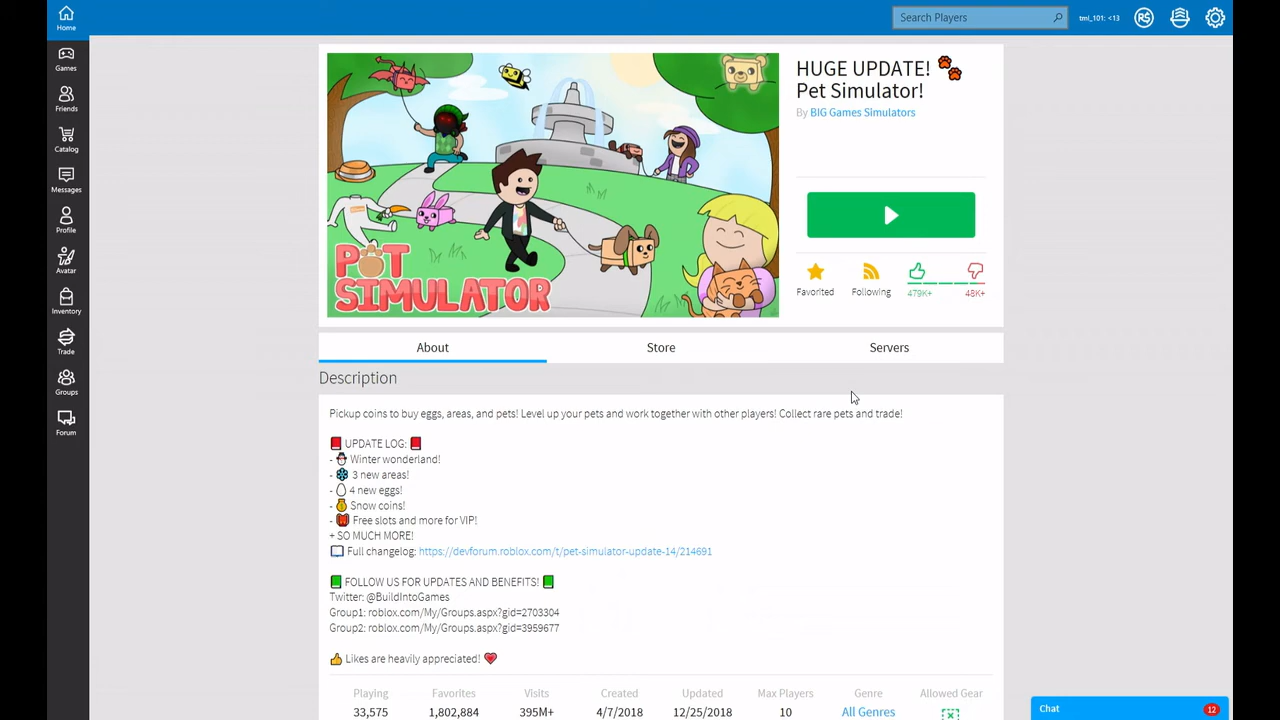 Home
Search Players
tml_101: <13
R$
Games
Friends
Catalog
Messages
Profile
Avatar
Inventory
Trade
Groups
Forum
PET
SIMULATOR
HUGE UPDATE!
Pet Simulator!
By BIG Games Simulators
Favorited
Following
479K+
48K+
About
Store
Servers
Description
Pickup coins to buy eggs, areas, and pets! Level up your pets and work together with other players! Collect rare pets and trade!
📕 UPDATE LOG: 📕
- ⛄ Winter wonderland!
- ❄ 3 new areas!
- 🥚 4 new eggs!
- 💰 Snow coins!
- 🎁 Free slots and more for VIP!
+ SO MUCH MORE!
📖 Full changelog: https://devforum.roblox.com/t/pet-simulator-update-14/214691
📗 FOLLOW US FOR UPDATES AND BENEFITS! 📗
Twitter: @BuildIntoGames
Group1: roblox.com/My/Groups.aspx?gid=2703304
Group2: roblox.com/My/Groups.aspx?gid=3959677
👍 Likes are heavily appreciated! ❤
Playing
Favorites
Visits
Created
Updated
Max Players
Genre
Allowed Gear
33,575
1,802,884
395M+
4/7/2018
12/25/2018
10
All Genres
Chat
12